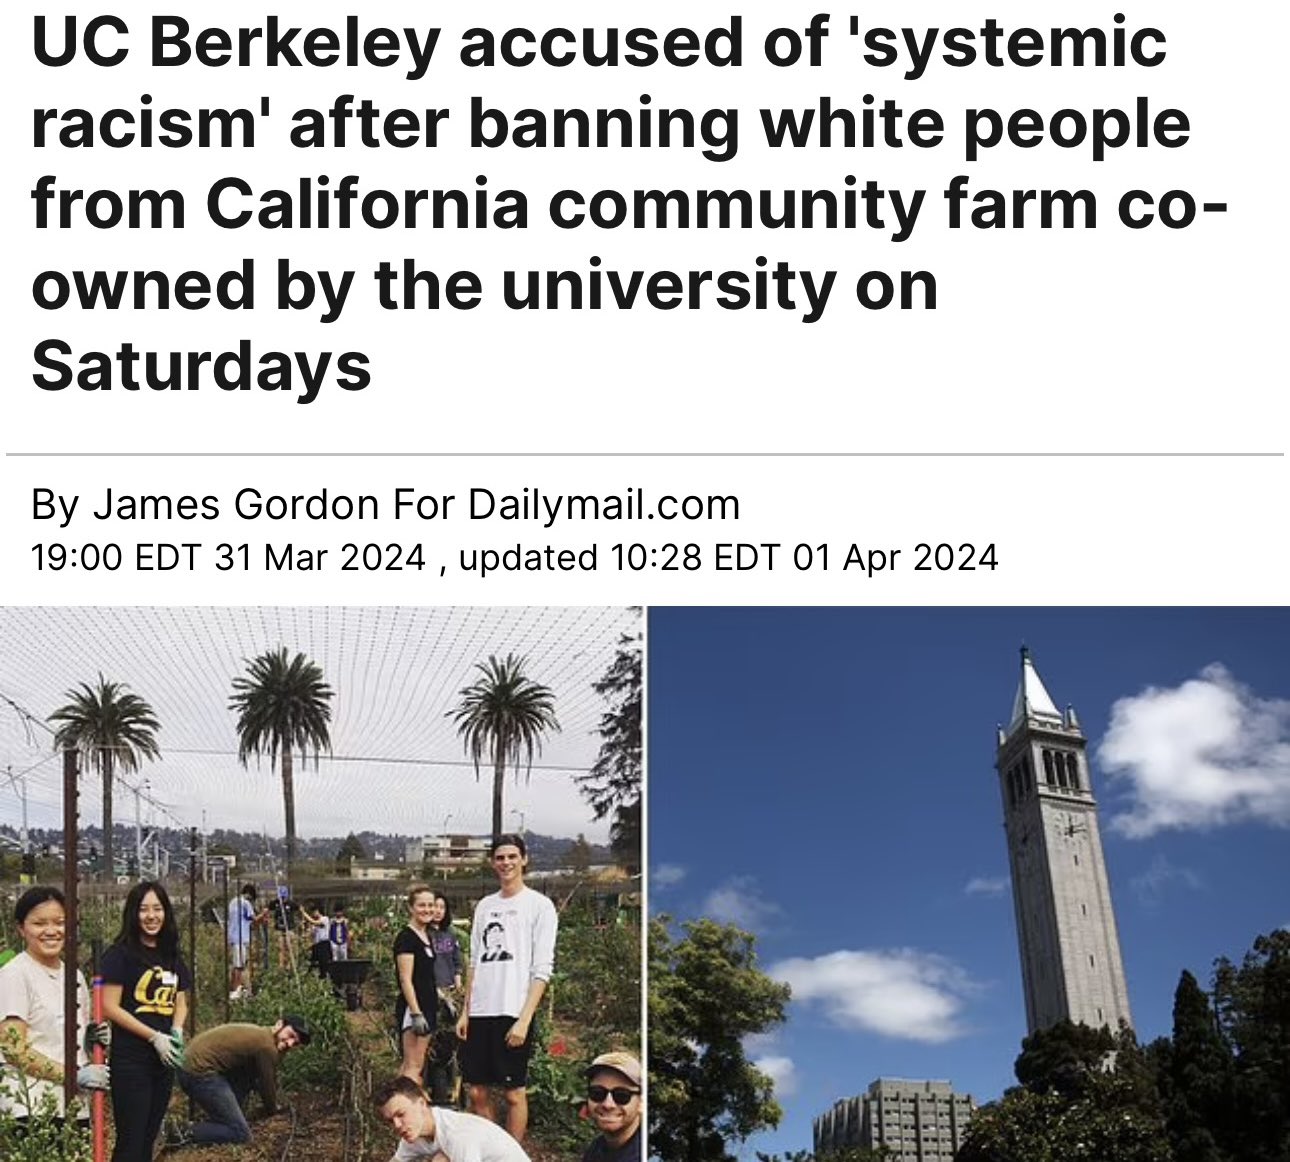 UC Berkeley accused of 'systemic
racism' after banning white people
from California community farm co-
owned by the university on
Saturdays
By James Gordon For Dailymail.com
19:00 EDT 31 Mar 2024 , updated 10:28 EDT 01 Apr 2024
Cal